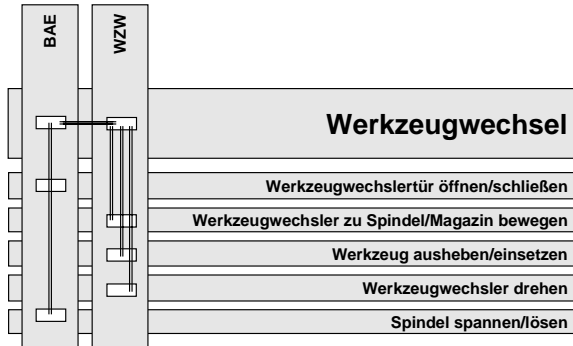 BAE
WZW
Werkzeugwechsel
Werkzeugwechslertür öffnen/schließen
Werkzeugwechsler zu Spindel/Magazin bewegen
Werkzeug ausheben/einsetzen
Werkzeugwechsler drehen
Spindel spannen/lösen